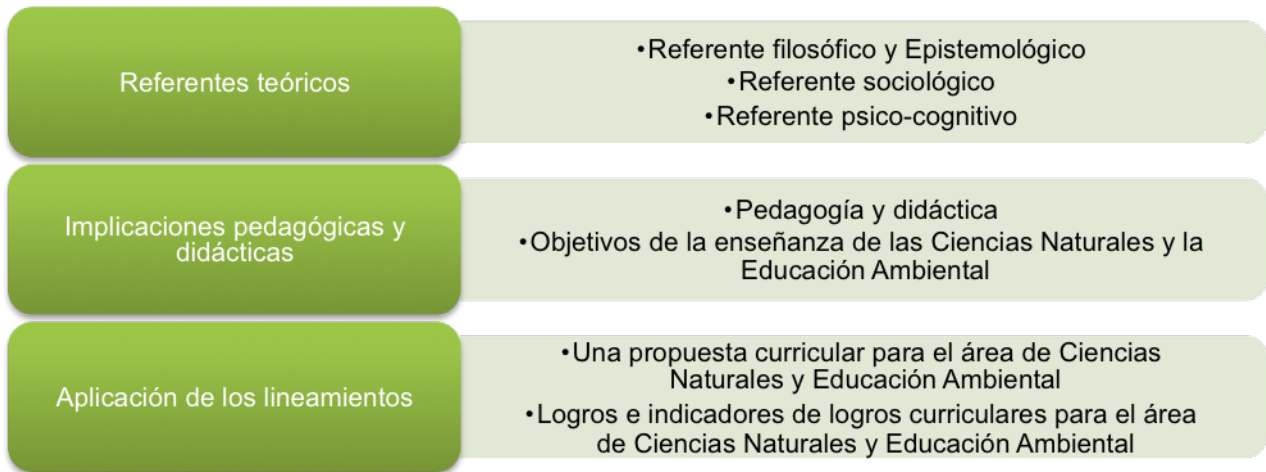 Referentes teóricos
•Referente filosófico y Epistemológico
•Referente sociológico
•Referente psico-cognitivo
Implicaciones pedagógicas y
didácticas
•Pedagogía y didáctica
•Objetivos de la enseñanza de las Ciencias Naturales y la
Educación Ambiental
Aplicación de los lineamientos
•Una propuesta curricular para el área de Ciencias
Naturales y Educación Ambiental
•Logros e indicadores de logros curriculares para el área
de Ciencias Naturales y Educación Ambiental